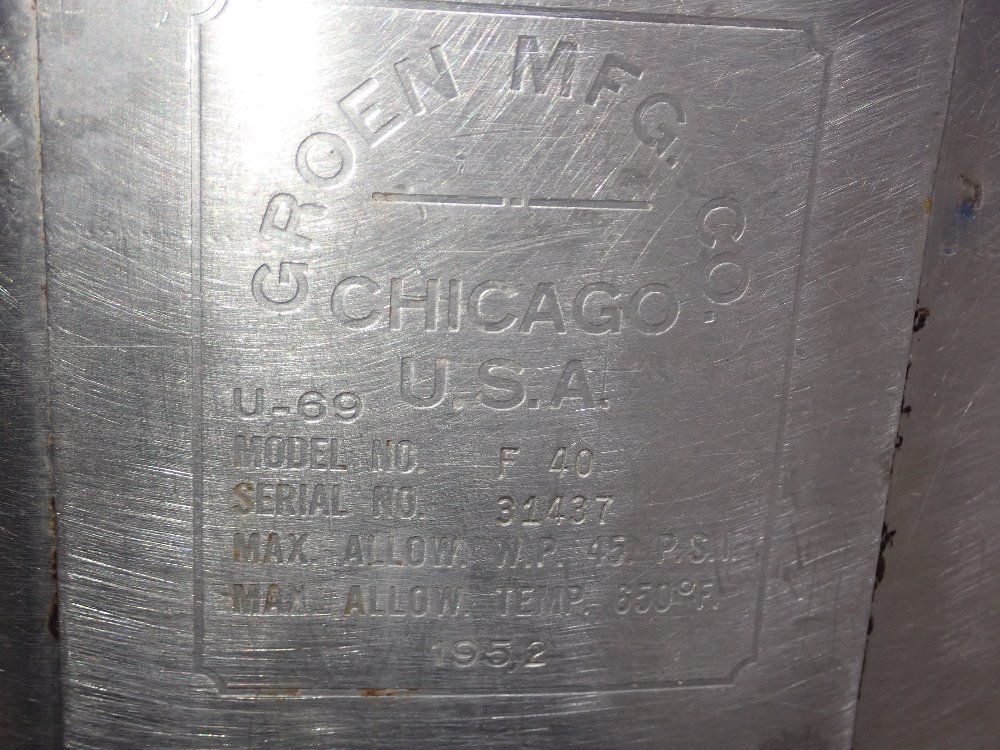 GROEN MFG. CO.
CHICAGO
U.S.A.
U-69
MODEL NO. F 40
SERIAL NO. 31437
MAX. ALLOW. W.P. 45 P.S.I.
MAX. ALLOW. TEMP. 650°F.
1952